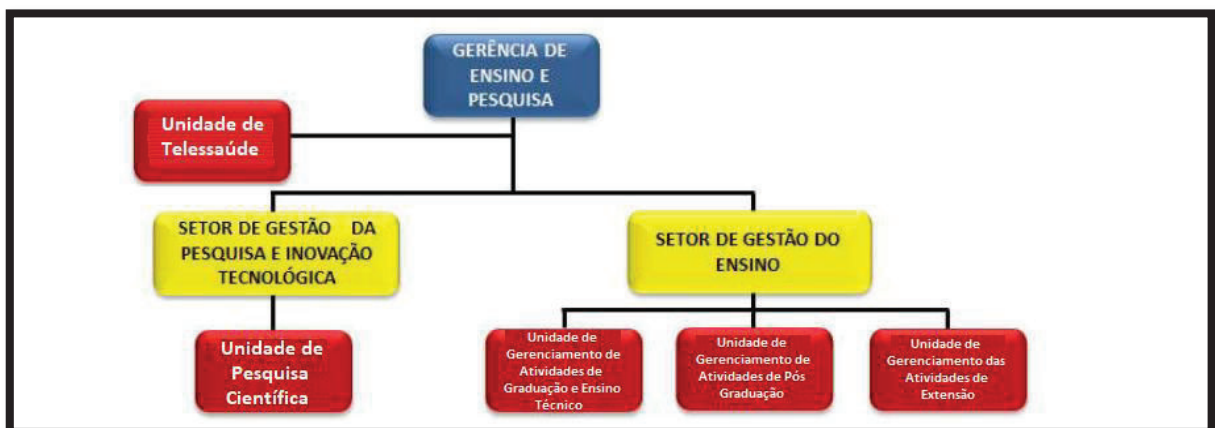 GERÊNCIA DE
ENSINO E
PESQUISA
Unidade de
Telessaúde
SETOR DE GESTÃO DA
PESQUISA E INOVAÇÃO
TECNOLÓGICA
SETOR DE GESTÃO DO
ENSINO
Unidade de
Pesquisa
Científica
Unidade de
Gerenciamento de
Atividades de
Graduação e Ensino
Técnico
Unidade de
Gerenciamento de
Atividades de Pós
Graduação
Unidade de
Gerenciamento das
Atividades de
Extensão